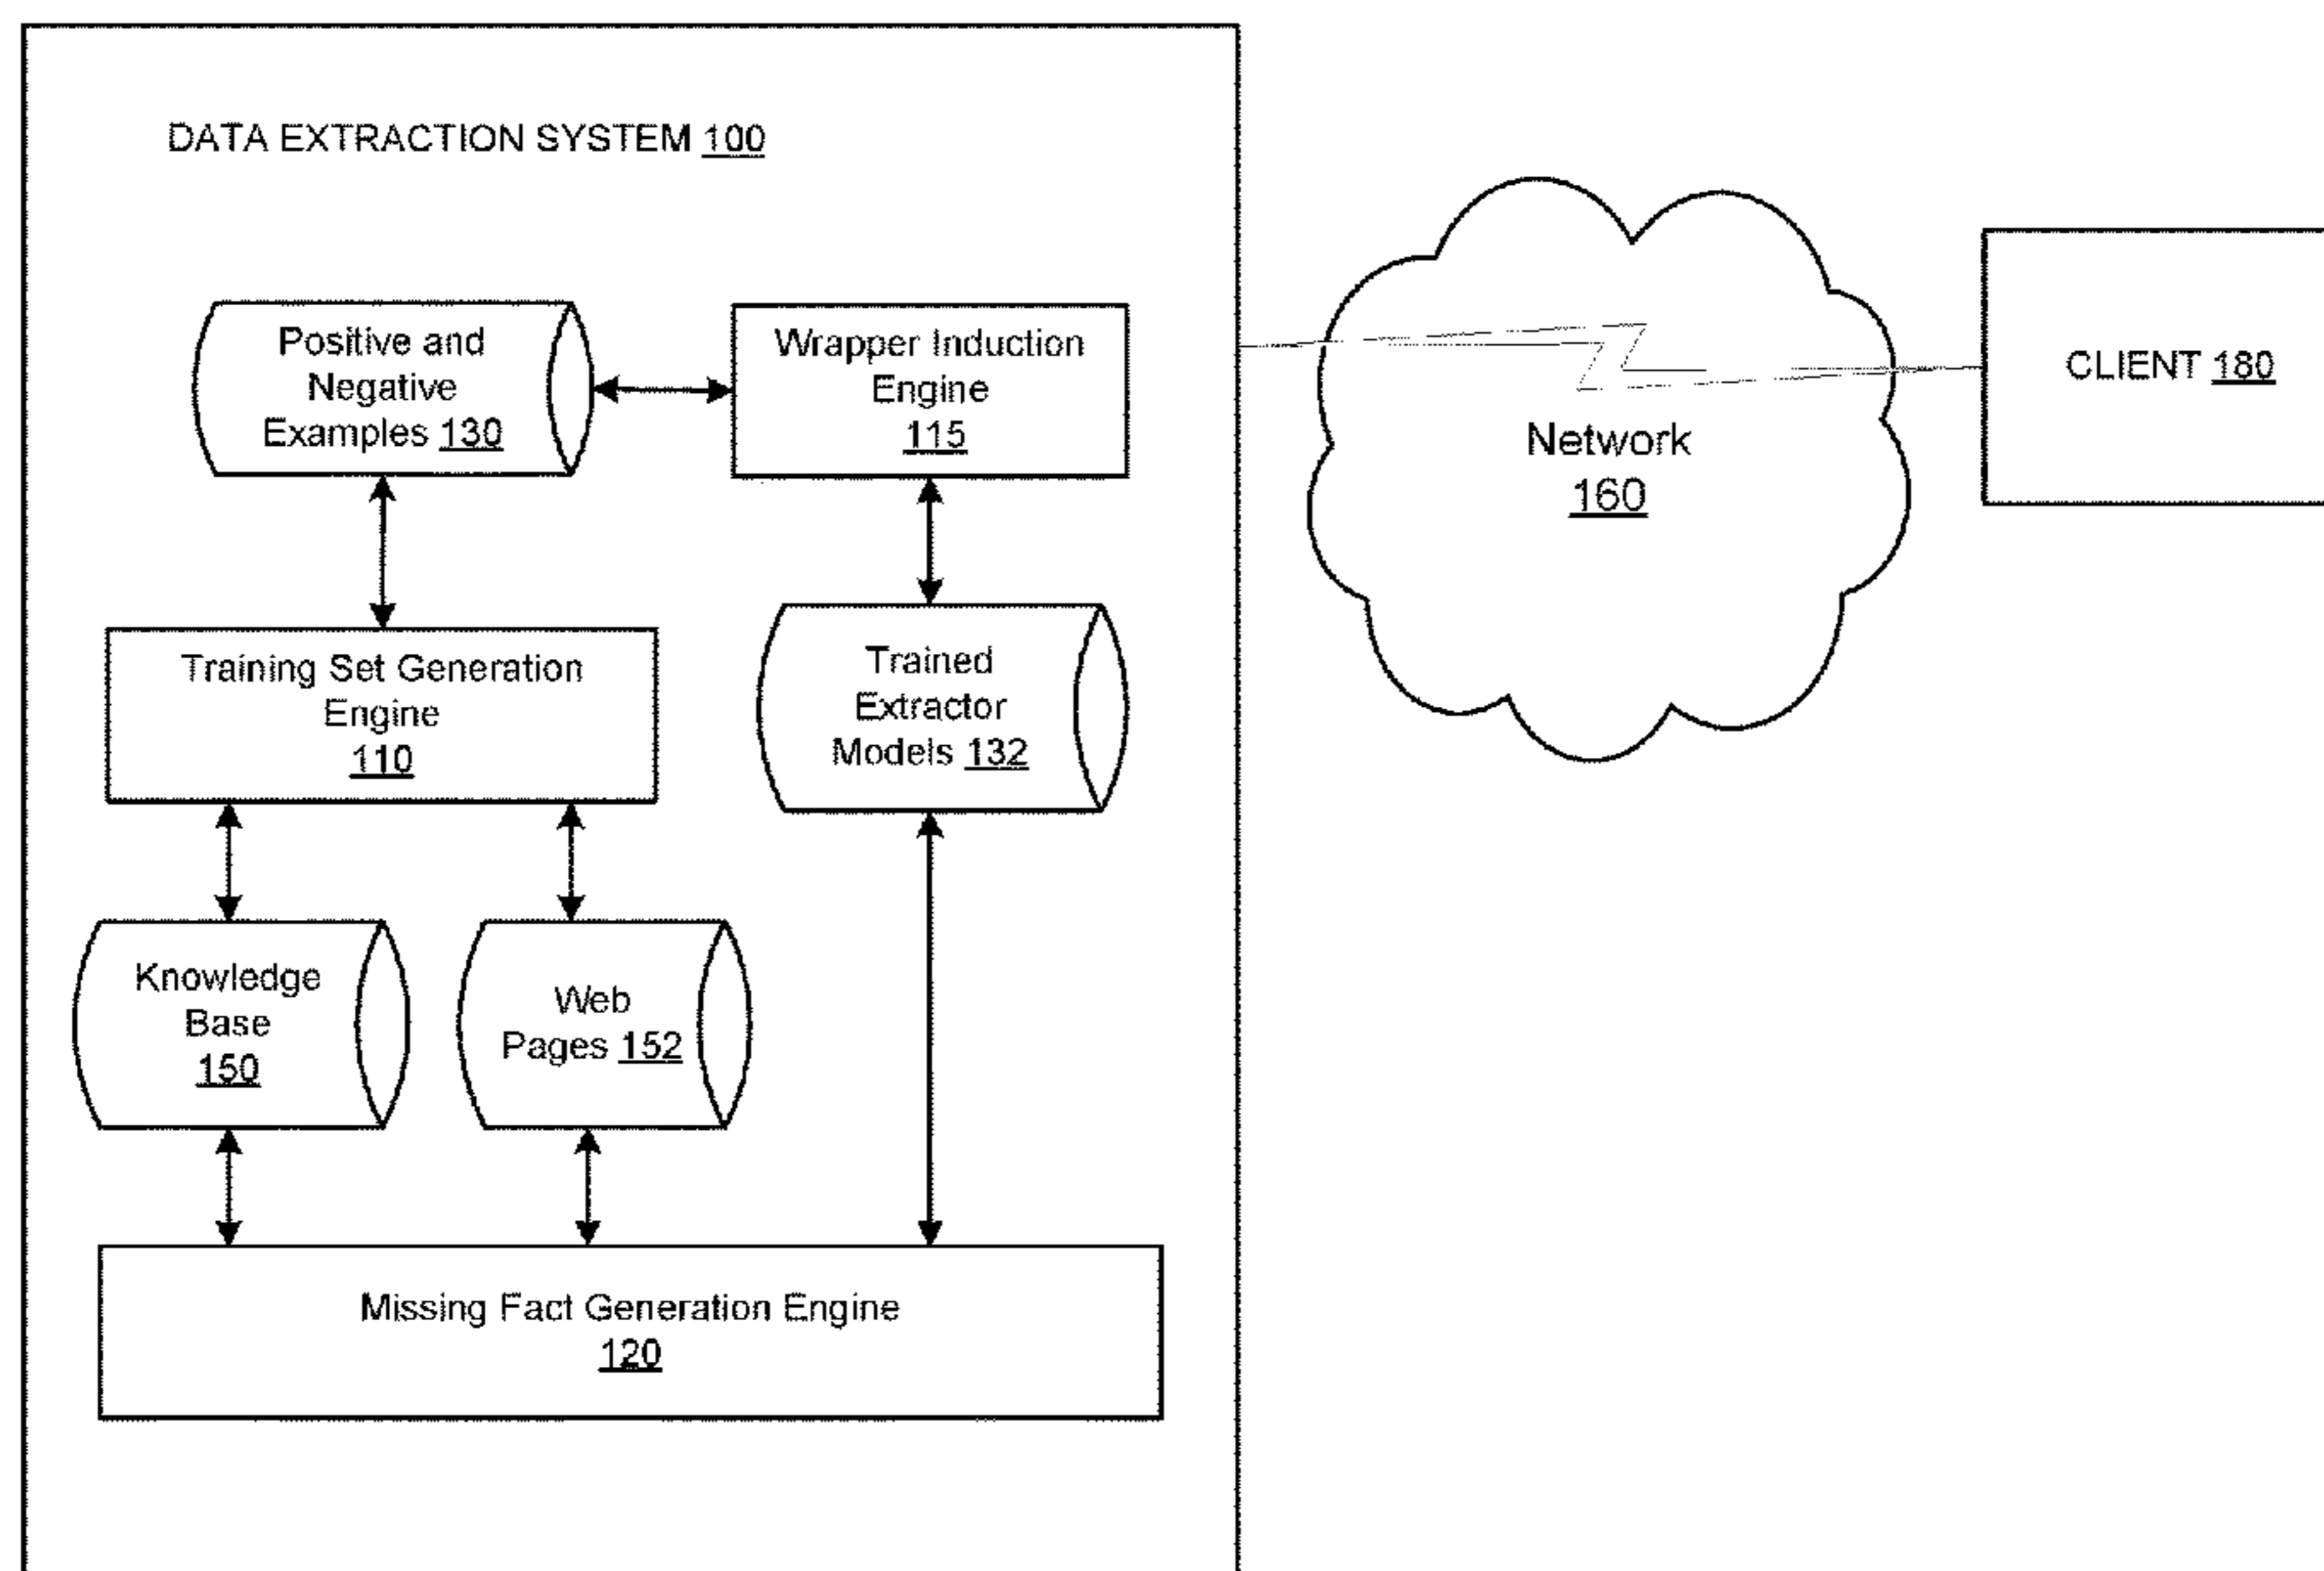 DATA EXTRACTION SYSTEM 100
Positive and
Negative
Examples 130
Wrapper Induction
Engine
115
Network
160
CLIENT 180
Training Set Generation
Engine
110
Trained
Extractor
Models 132
Knowledge
Base
150
Web
Pages 152
Missing Fact Generation Engine
120